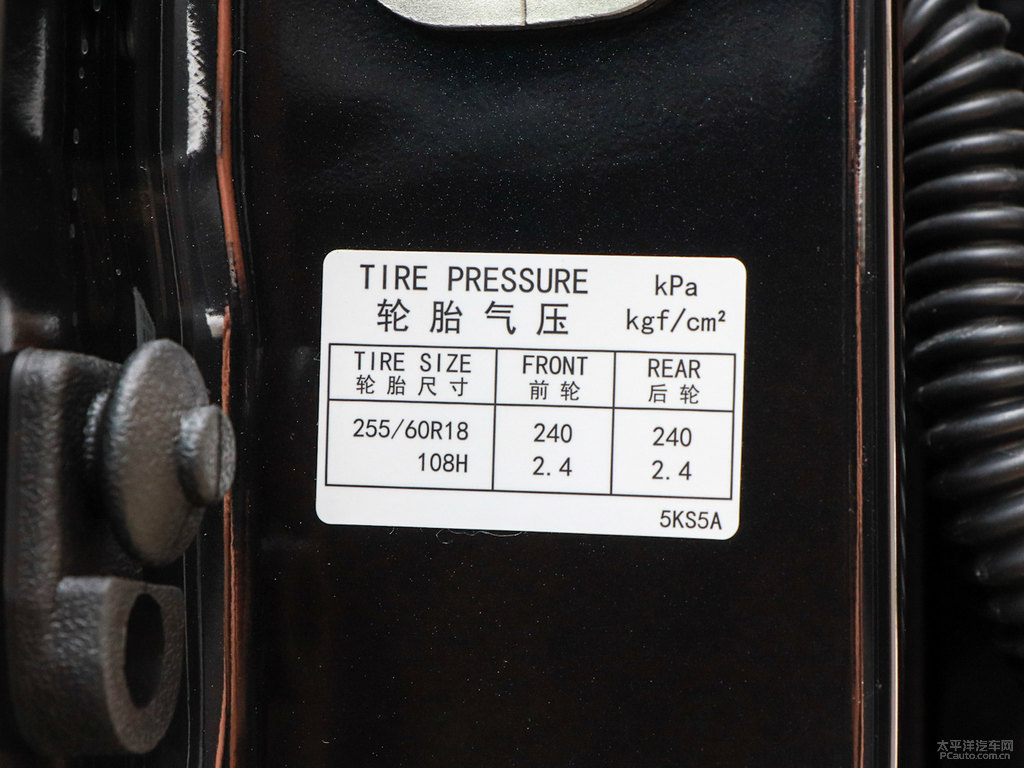 TIRE PRESSURE kPa
轮胎气压 kgf/cm²
TIRE SIZE FRONT REAR
轮胎尺寸 前轮 后轮
255/60R18 240 240
108H 2.4 2.4
5KS5A
太平洋汽车网
PCauto.com.cn